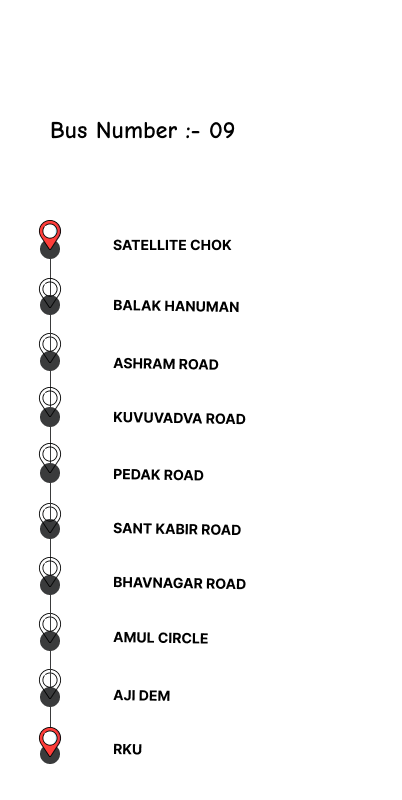 Bus Number :- 09
SATELLITE CHOK
BALAK HANUMAN
ASHRAM ROAD
KUVUVADVA ROAD
PEDAK ROAD
SANT KABIR ROAD
BHAVNAGAR ROAD
AMUL CIRCLE
AJI DEM
RKU